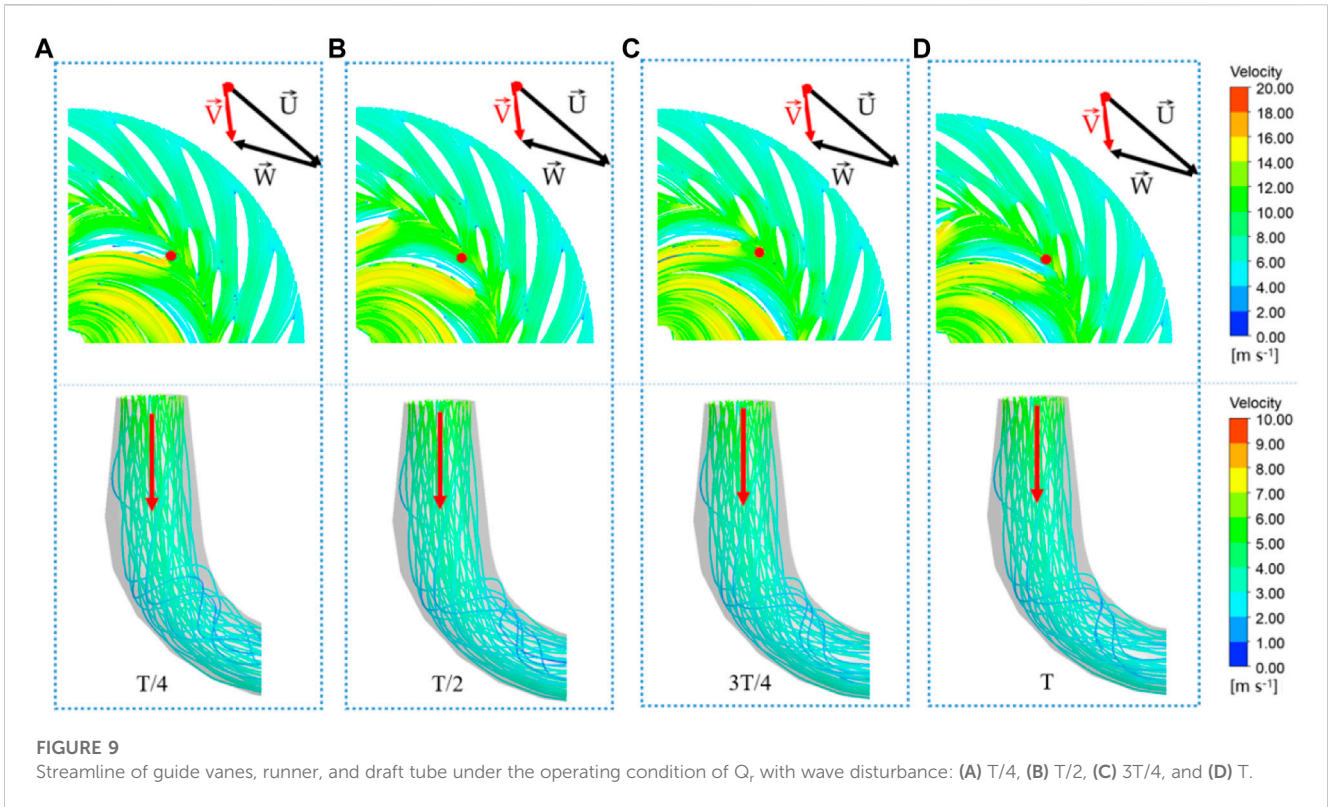 A
B
C
D
V⃗
U⃗
W⃗
V⃗
U⃗
W⃗
V⃗
U⃗
W⃗
V⃗
U⃗
W⃗
Velocity
20.00
18.00
16.00
14.00
12.00
10.00
8.00
6.00
4.00
2.00
0.00
[m s⁻¹]
T/4
T/2
3T/4
T
Velocity
10.00
9.00
8.00
7.00
6.00
5.00
4.00
3.00
2.00
1.00
0.00
[m s⁻¹]
FIGURE 9
Streamline of guide vanes, runner, and draft tube under the operating condition of Qᵣ with wave disturbance: (A) T/4, (B) T/2, (C) 3T/4, and (D) T.